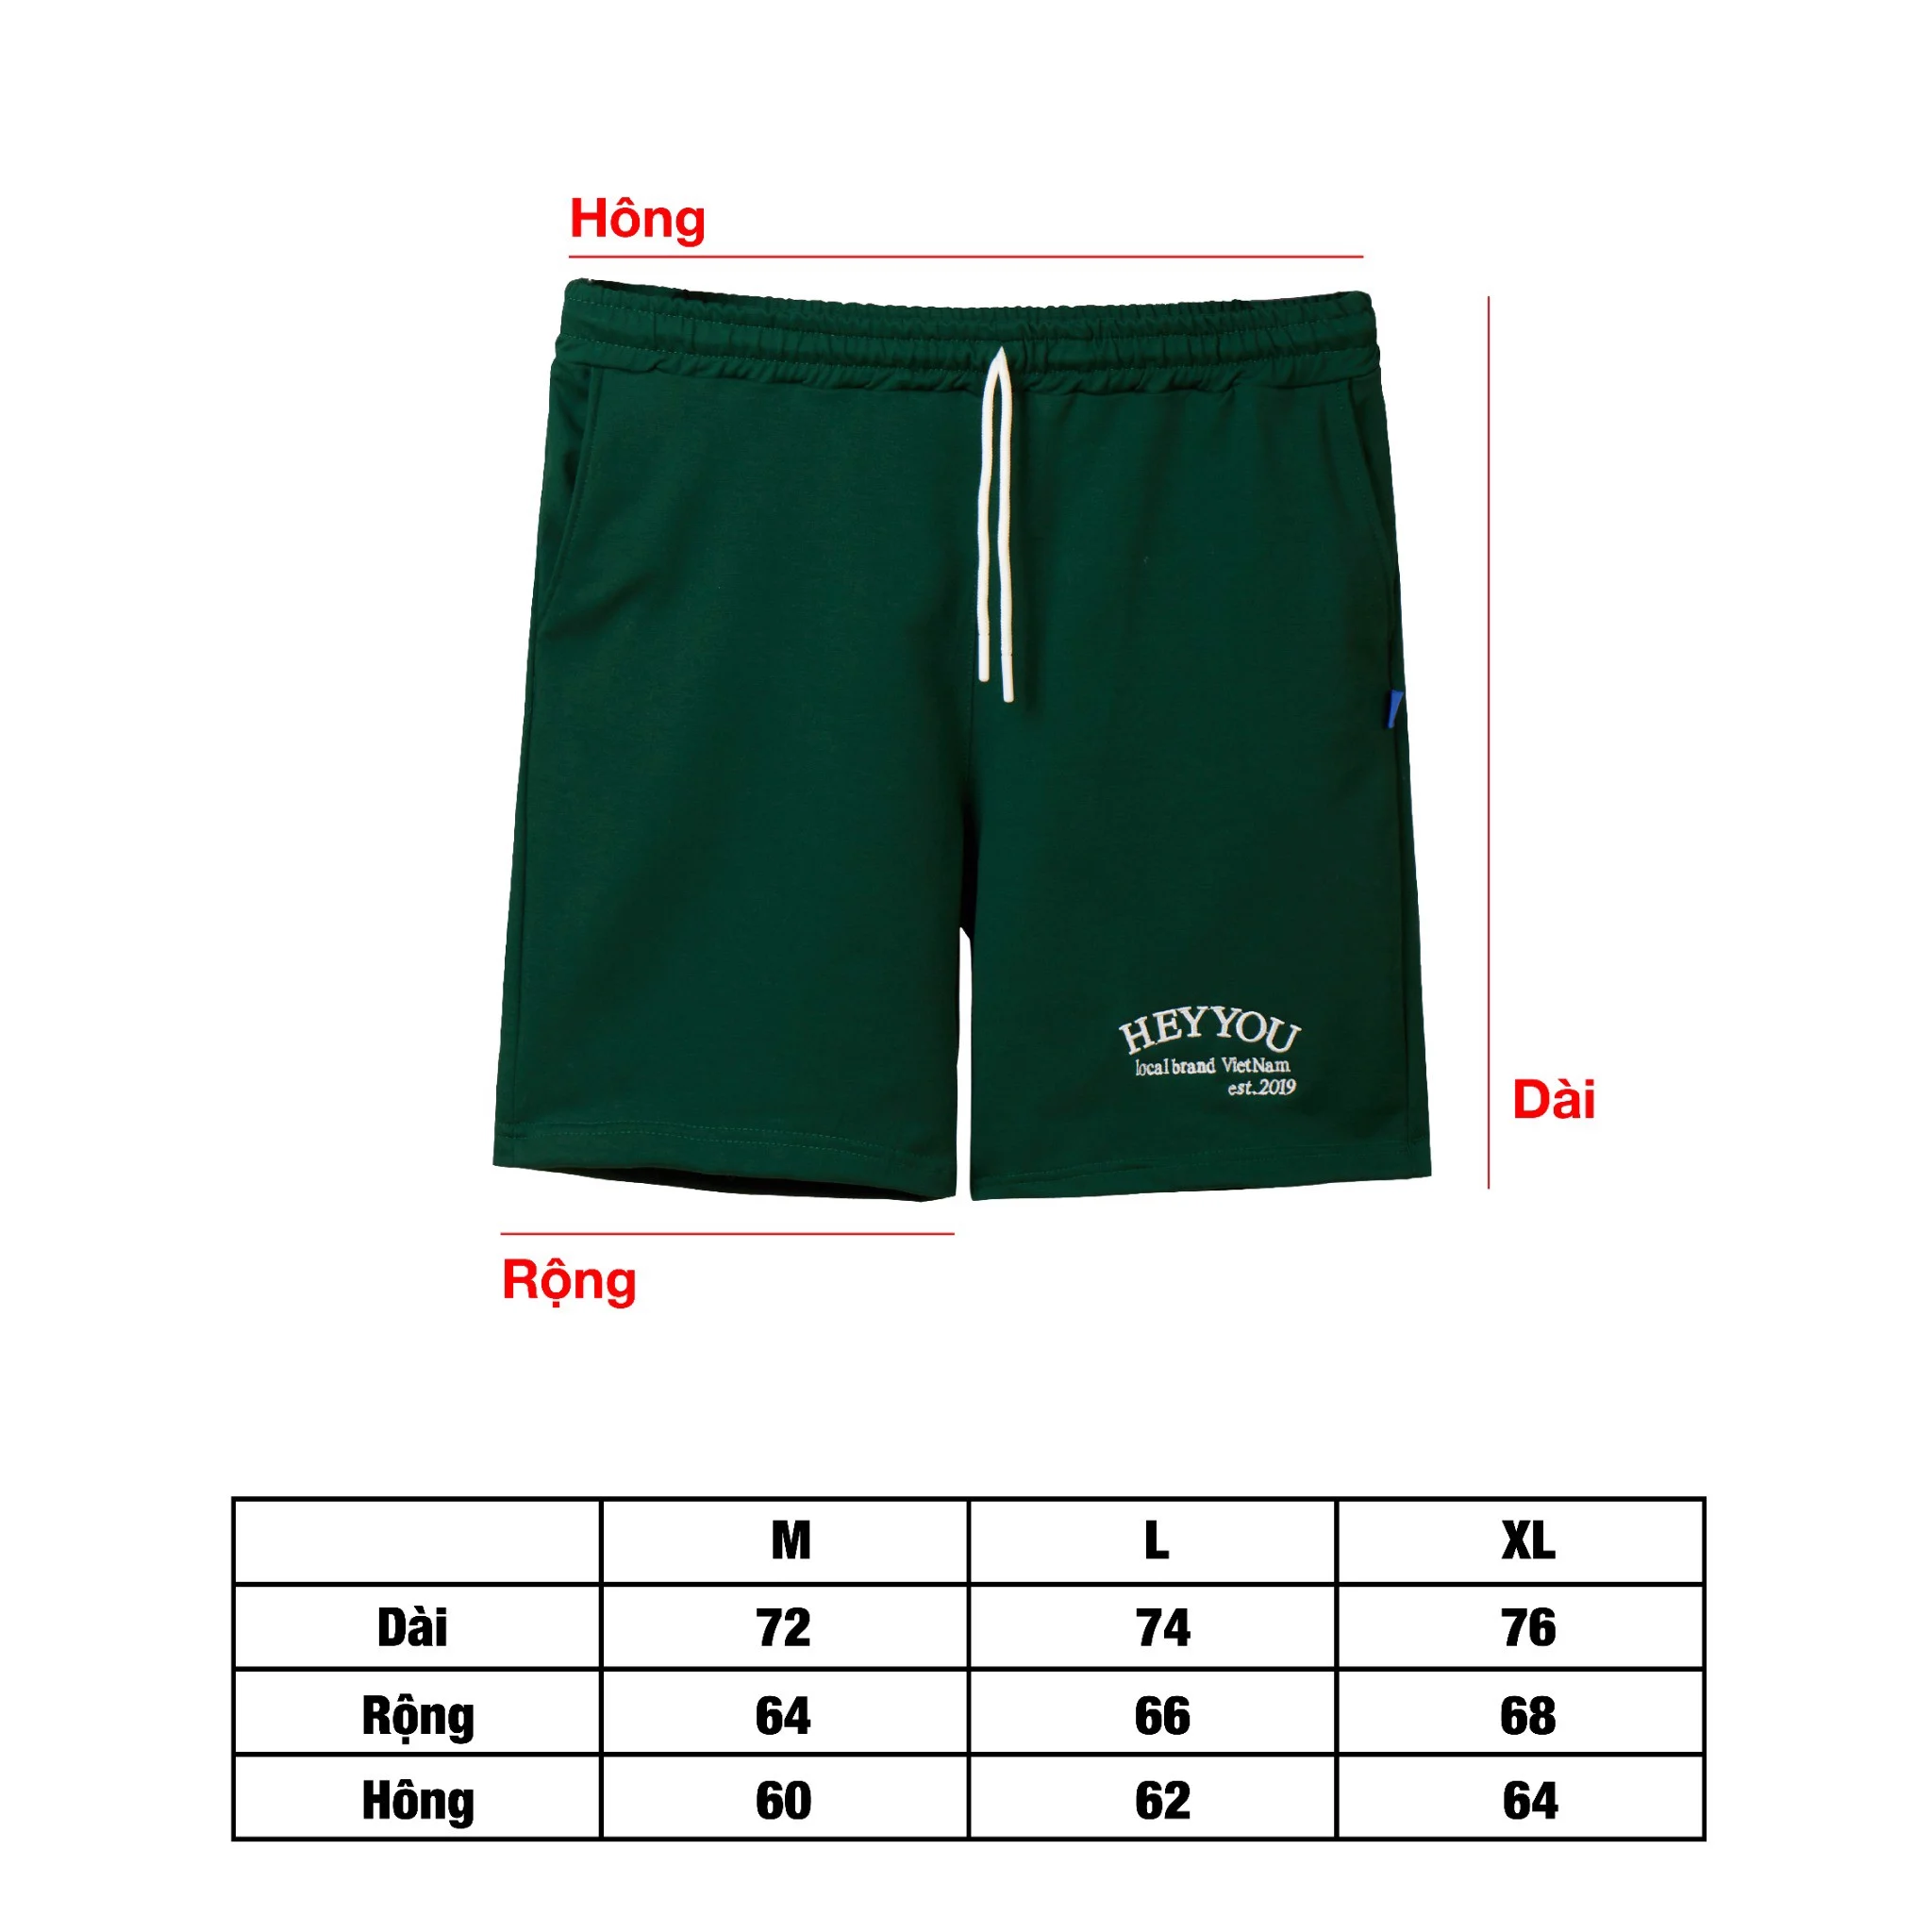 Hông
HEYYOU
local brand VietNam
est.2019
Dài
Rộng
M L XL
Dài 72 74 76
Rộng 64 66 68
Hông 60 62 64